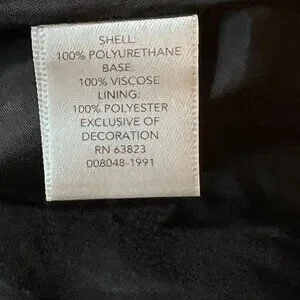 SHELL:
100% POLYURETHANE
BASE:
100% VISCOSE
LINING:
100% POLYESTER
EXCLUSIVE OF
DECORATION
RN 63823
008048-1991